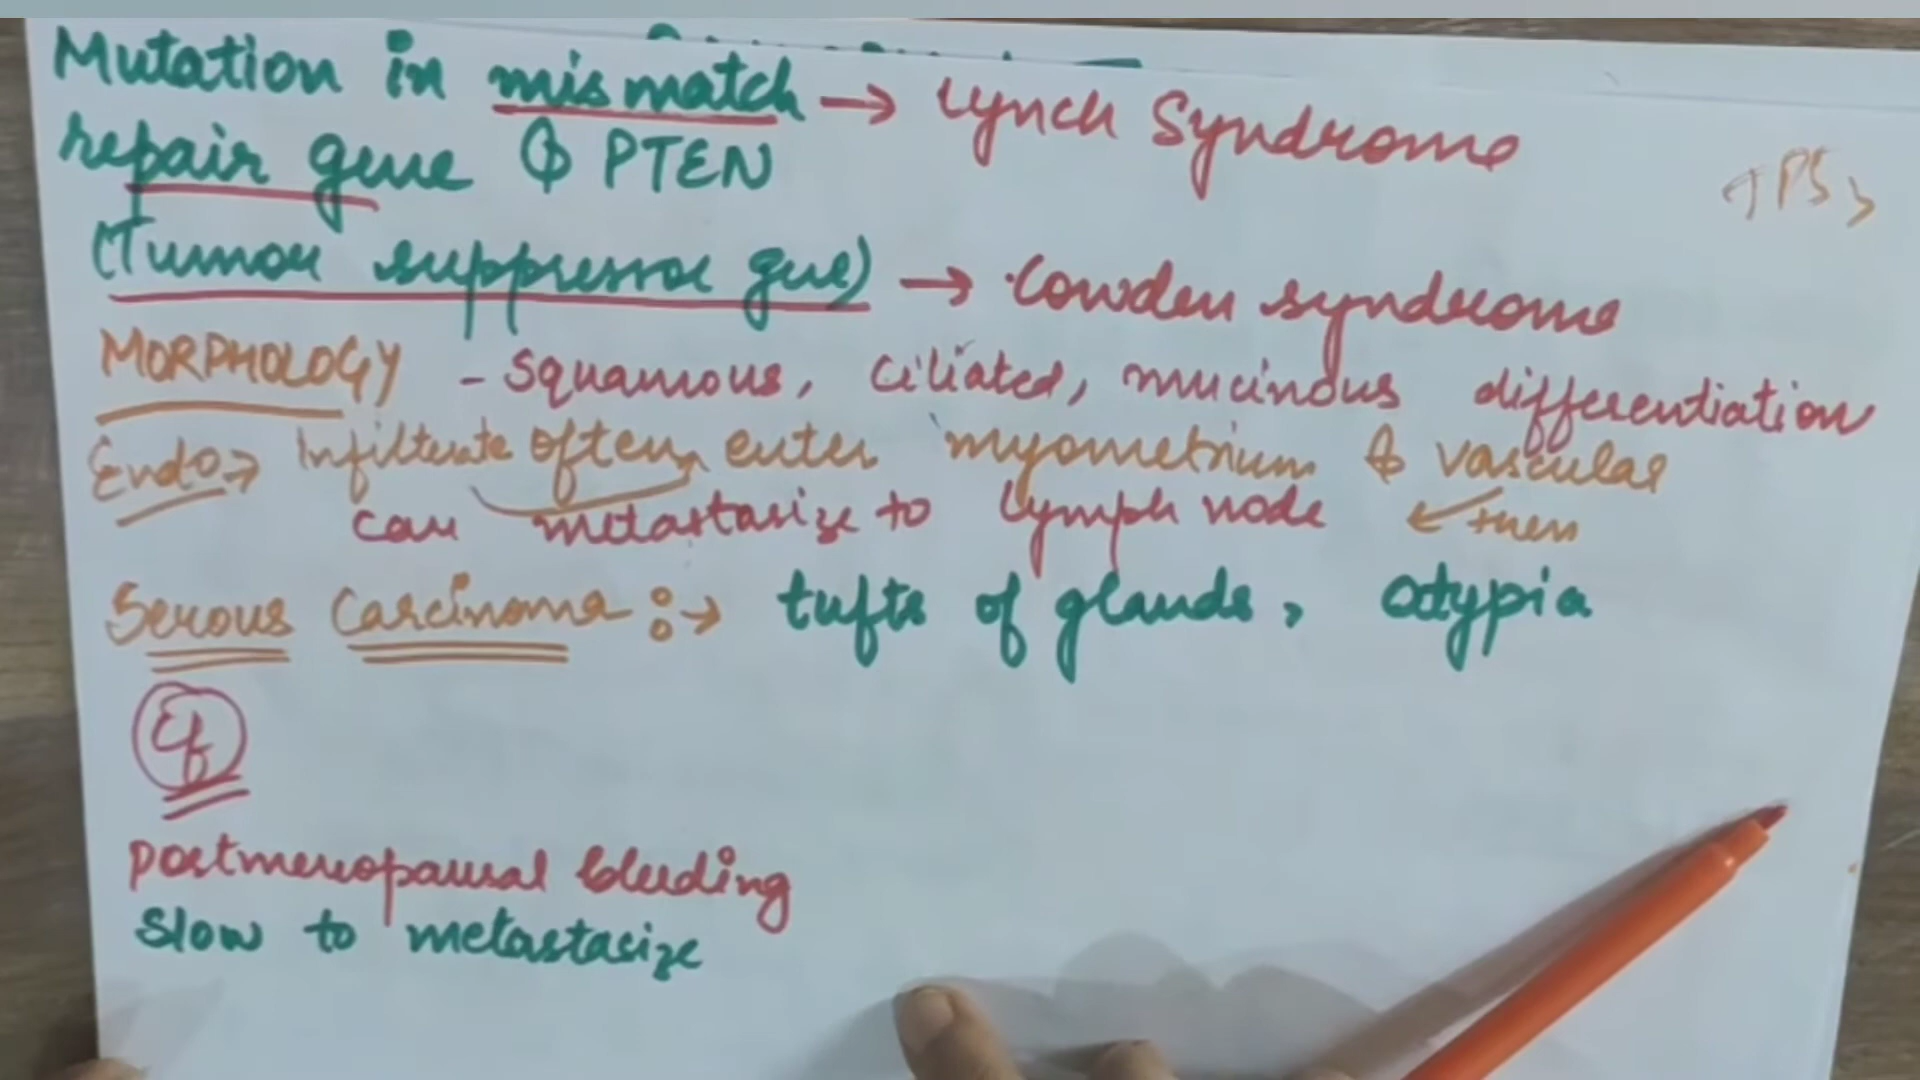 Mutation in mismatch → Lynch Syndrome
repair gene & PTEN
<PS>
(Tumor suppressor gene) → Cowden syndrome
MORPHOLOGY - Squamous, ciliated, mucinous differentiation
Endo → Infiltrate often enter myometrium & vascular
can metastasize to lymph node ← then
Serous Carcinoma :→ tufts of glands, atypia
Cf
Postmenopausal bleeding
Slow to metastasize